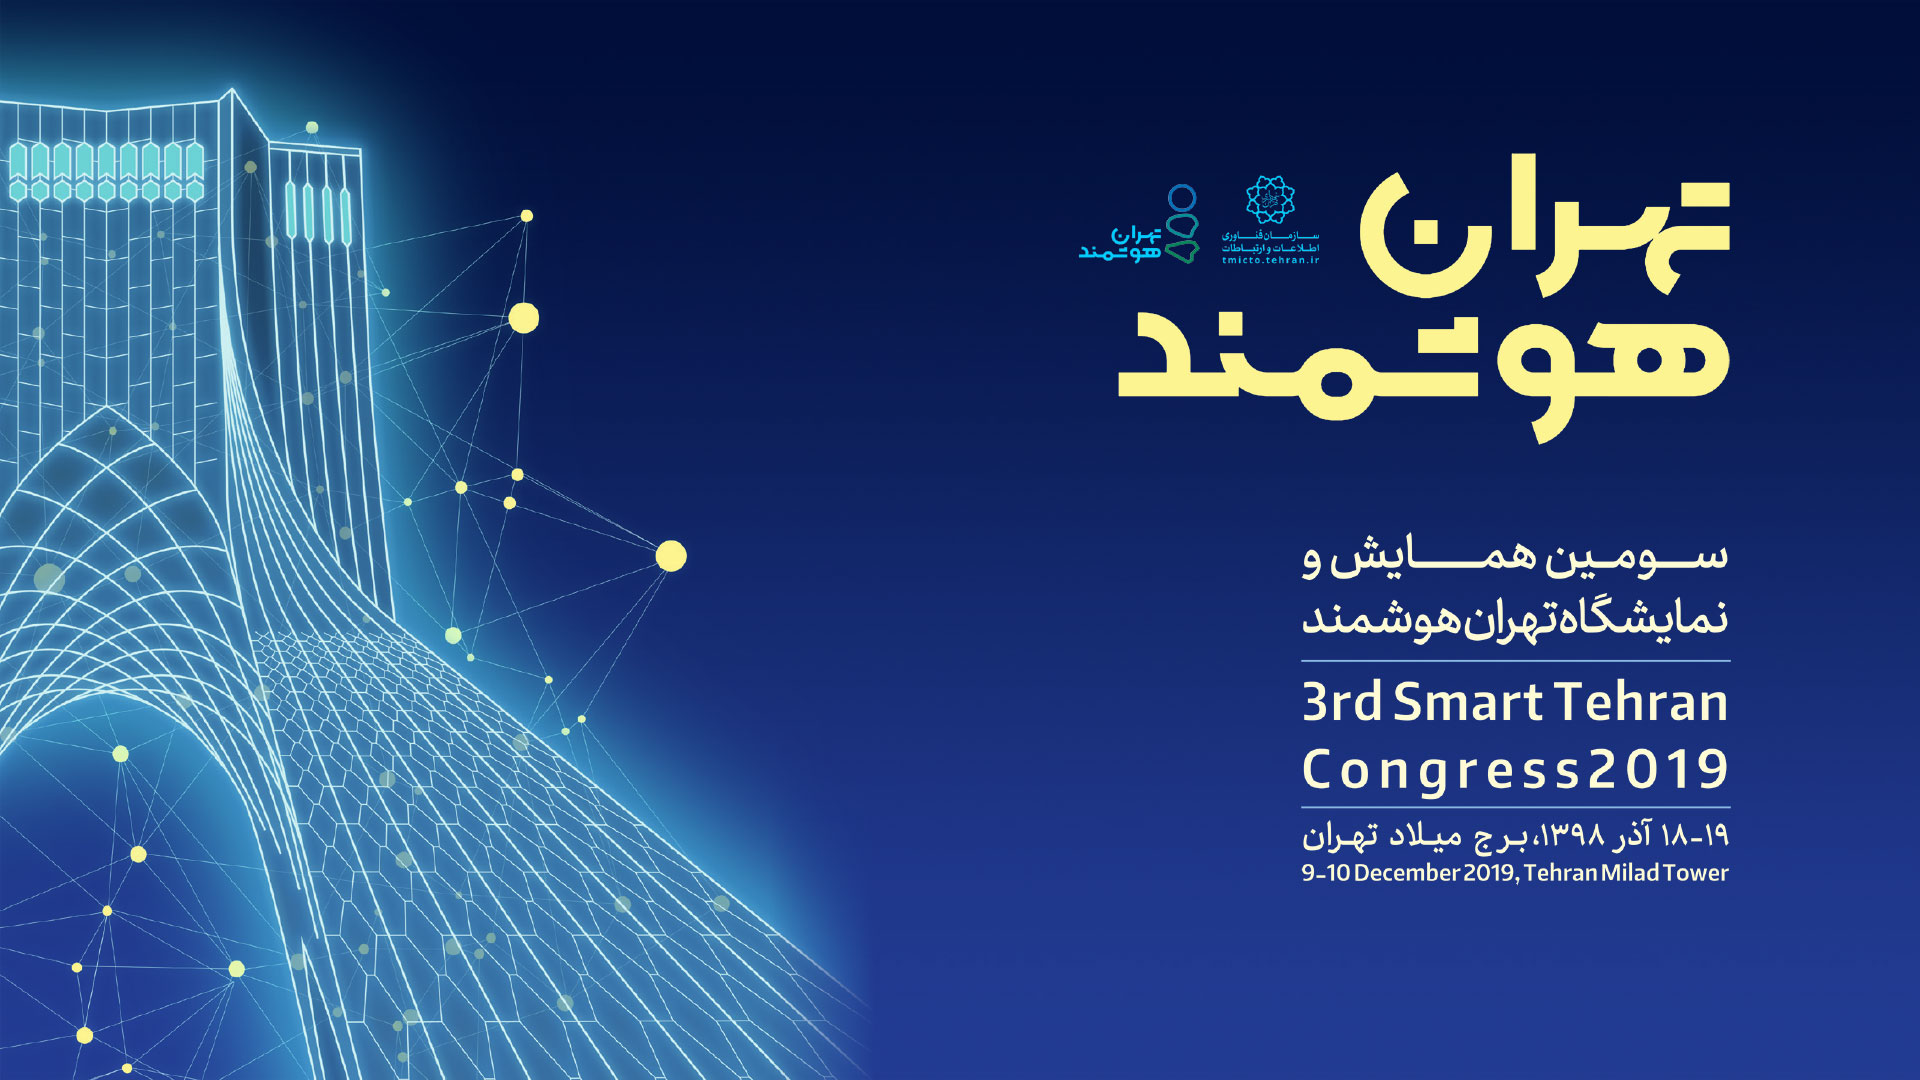 تهران
هوشمند
سازمان فناوری
اطلاعات و ارتباطات
tmicto.tehran.ir
تهران
هوشمند
سومین همایش و
نمایشگاه تهران هوشمند
3rd Smart Tehran
Congress 2019
۱۸-۱۹ آذر ۱۳۹۸، برج میلاد تهران
9-10 December 2019, Tehran Milad Tower